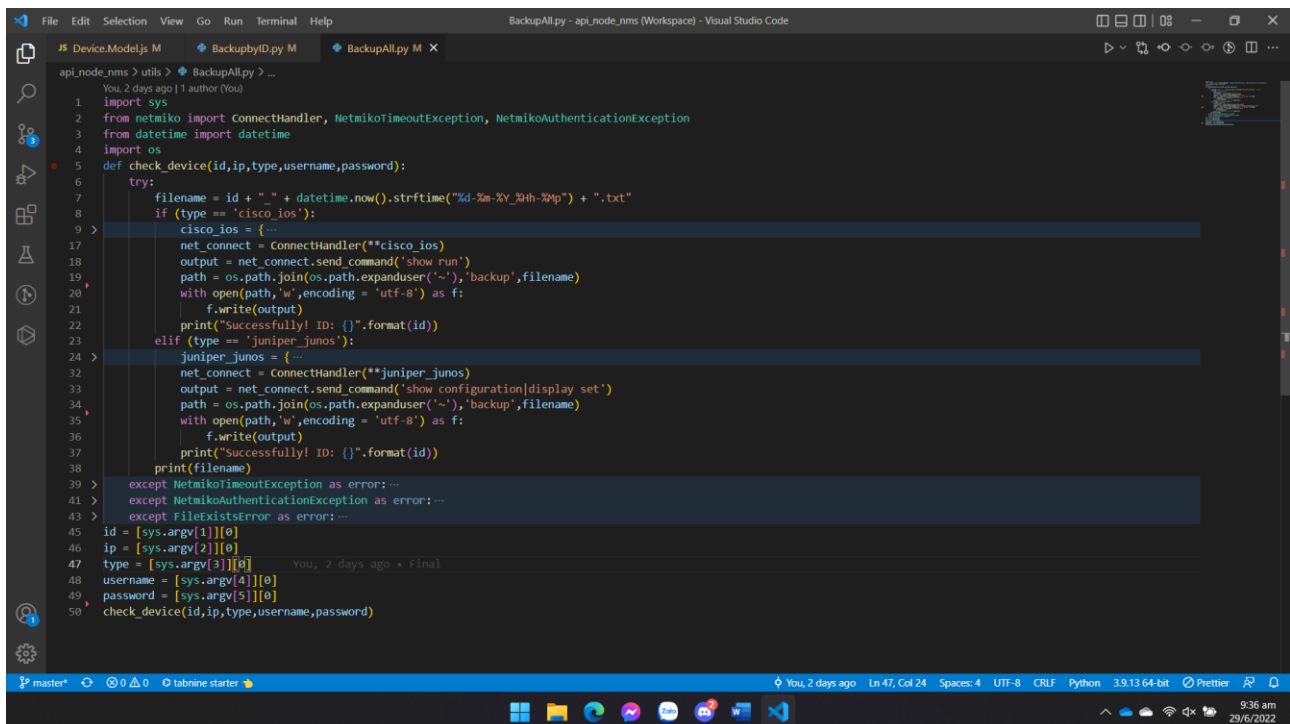 File Edit Selection View Go Run Terminal Help BackupAll.py - api_node_nms (Workspace) - Visual Studio Code
JS Device.Model.js M BackupbyID.py M BackupAll.py M
api_node_nms > utils > BackupAll.py > ...
You, 2 days ago | 1 author (You)
1 import sys
2 from netmiko import ConnectHandler, NetmikoTimeoutException, NetmikoAuthenticationException
3 from datetime import datetime
4 import os
5 def check_device(id,ip,type,username,password):
6 try:
7 filename = id + "_" + datetime.now().strftime("%d-%m-%Y_%Hh-%Mp") + ".txt"
8 if (type == 'cisco_ios'):
9 cisco_ios = {…
17 net_connect = ConnectHandler(**cisco_ios)
18 output = net_connect.send_command('show run')
19 path = os.path.join(os.path.expanduser('~'),'backup',filename)
20 with open(path,'w',encoding = 'utf-8') as f:
21 f.write(output)
22 print("Successfully! ID: {}".format(id))
23 elif (type == 'juniper_junos'):
24 juniper_junos = {…
32 net_connect = ConnectHandler(**juniper_junos)
33 output = net_connect.send_command('show configuration|display set')
34 path = os.path.join(os.path.expanduser('~'),'backup',filename)
35 with open(path,'w',encoding = 'utf-8') as f:
36 f.write(output)
37 print("Successfully! ID: {}".format(id))
38 print(filename)
39 except NetmikoTimeoutException as error:…
41 except NetmikoAuthenticationException as error:…
43 except FileExistsError as error:…
45 id = [sys.argv[1]][0]
46 ip = [sys.argv[2]][0]
47 type = [sys.argv[3]][0] You, 2 days ago • Final
48 username = [sys.argv[4]][0]
49 password = [sys.argv[5]][0]
50 check_device(id,ip,type,username,password)
3
1
master* 0 0 tabnine starter You, 2 days ago Ln 47, Col 24 Spaces: 4 UTF-8 CRLF Python 3.9.13 64-bit Prettier
Zalo 2 W
9:36 am
29/6/2022